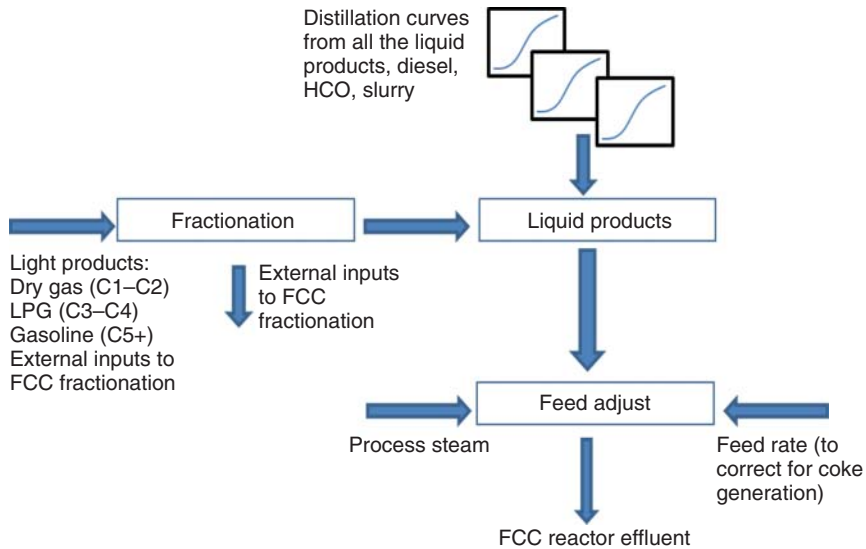 Distillation curves
from all the liquid
products, diesel,
HCO, slurry
Fractionation
Liquid products
Light products:
Dry gas (C1–C2)
LPG (C3–C4)
Gasoline (C5+)
External inputs to
FCC fractionation
External inputs
to FCC
fractionation
Feed adjust
Process steam
Feed rate (to
correct for coke
generation)
FCC reactor effluent